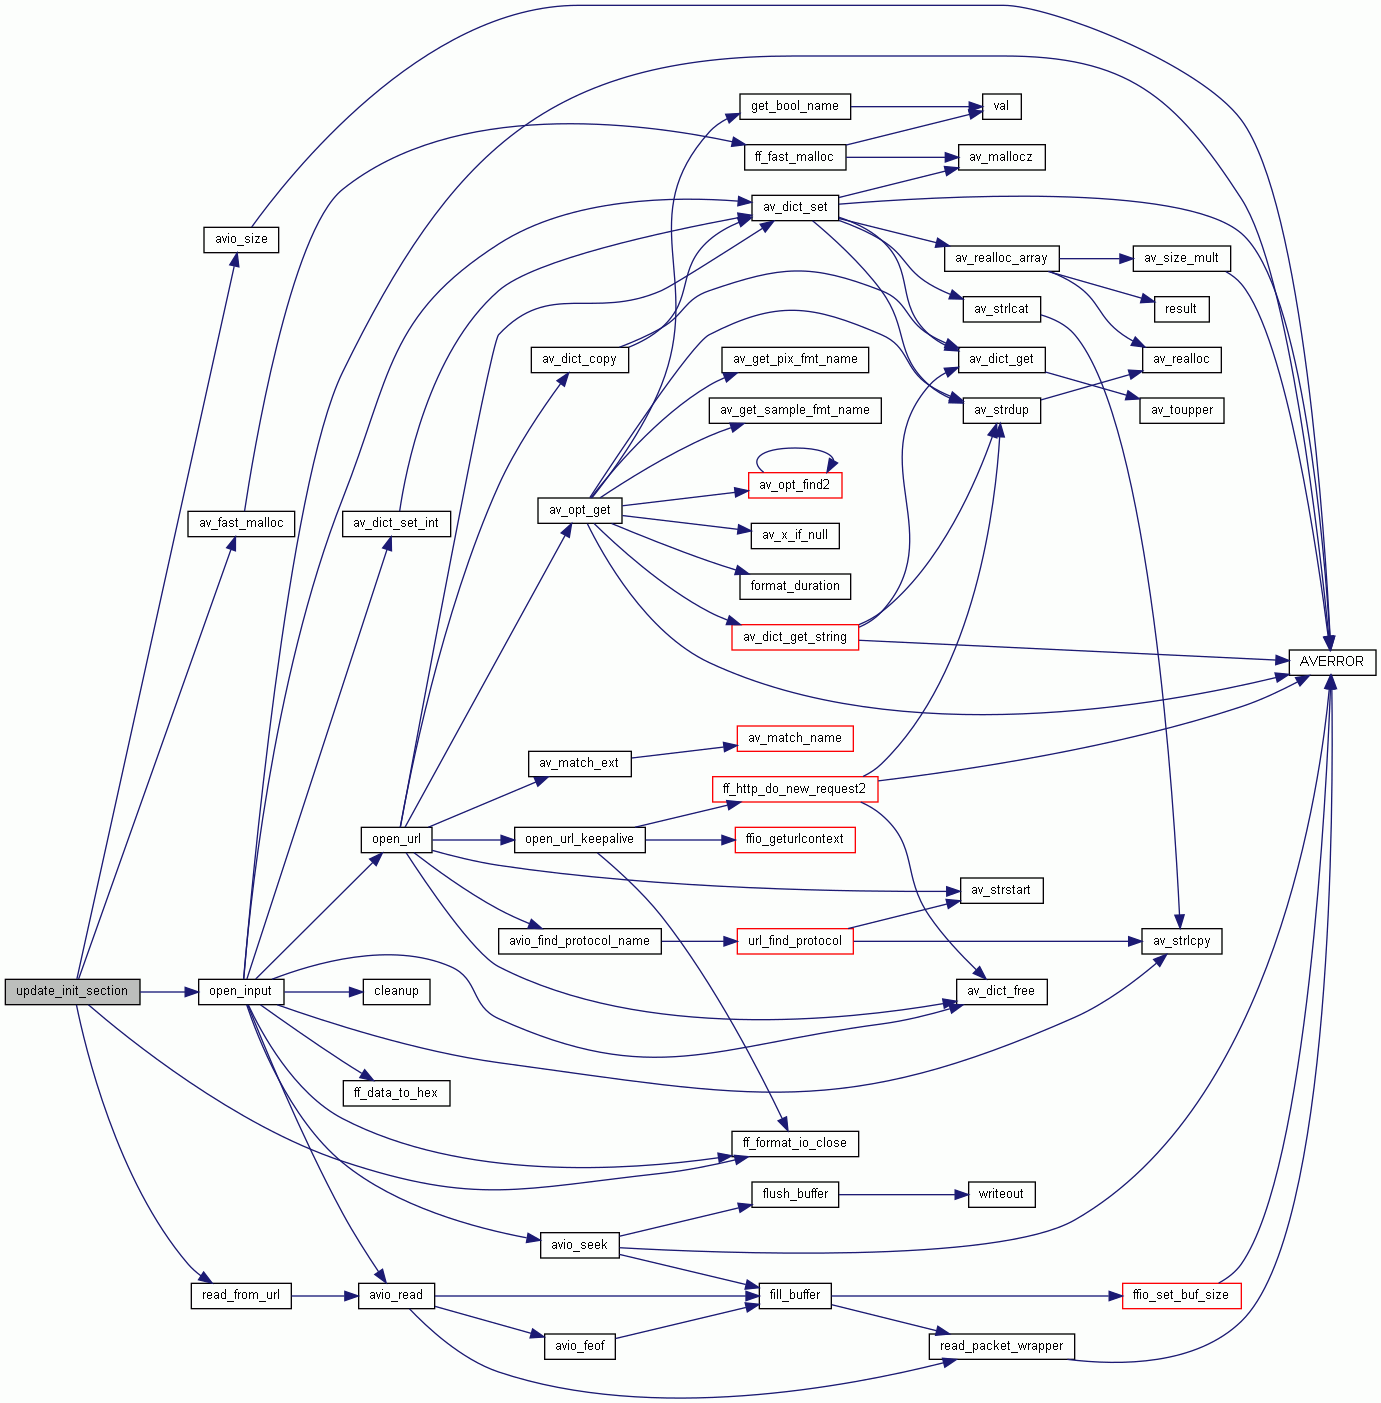 get_bool_name
val
ff_fast_malloc
av_mallocz
av_dict_set
avio_size
av_realloc_array
av_size_mult
av_strlcat
result
av_dict_copy
av_get_pix_fmt_name
av_dict_get
av_realloc
av_get_sample_fmt_name
av_strdup
av_toupper
av_opt_find2
av_fast_malloc
av_dict_set_int
av_opt_get
av_x_if_null
format_duration
av_dict_get_string
AVERROR
av_match_name
av_match_ext
ff_http_do_new_request2
open_url
open_url_keepalive
ffio_geturlcontext
av_strstart
avio_find_protocol_name
url_find_protocol
av_strlcpy
update_init_section
open_input
cleanup
av_dict_free
ff_data_to_hex
ff_format_io_close
flush_buffer
writeout
avio_seek
read_from_url
avio_read
fill_buffer
ffio_set_buf_size
avio_feof
read_packet_wrapper